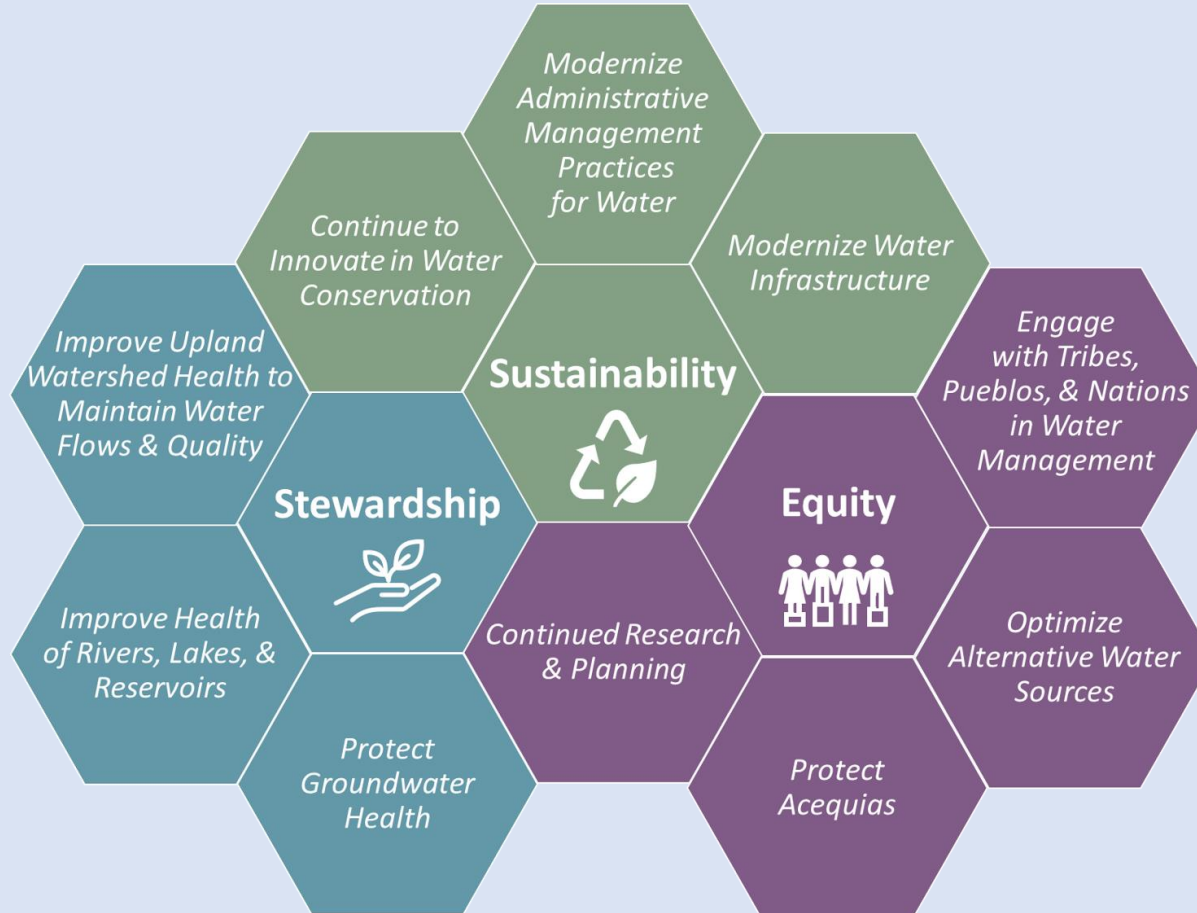 Modernize
Administrative
Management
Practices
for Water
Continue to
Innovate in Water
Conservation
Modernize Water
Infrastructure
Sustainability
Improve Upland
Watershed Health to
Maintain Water
Flows & Quality
Engage
with Tribes,
Pueblos, & Nations
in Water
Management
Stewardship
Equity
Improve Health
of Rivers, Lakes, &
Reservoirs
Continued Research
& Planning
Optimize
Alternative Water
Sources
Protect
Groundwater
Health
Protect
Acequias